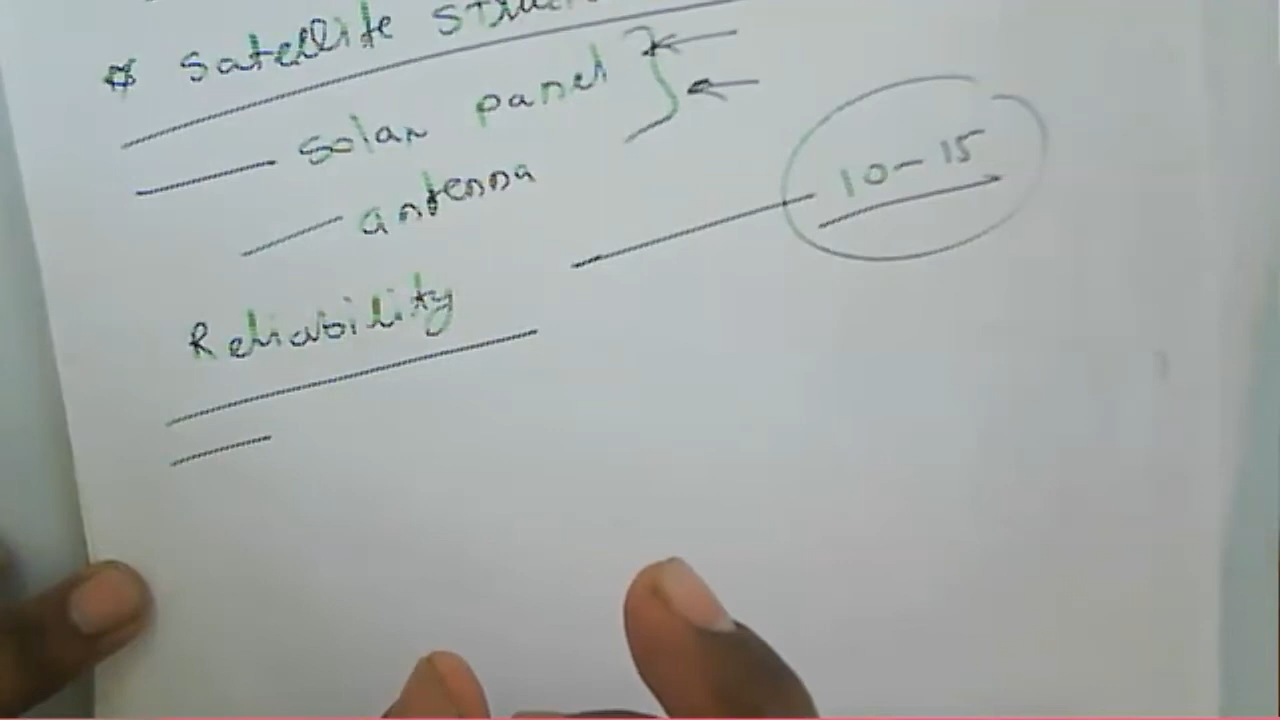 * Satellite
solar panel
antenna
10-15
Reliability